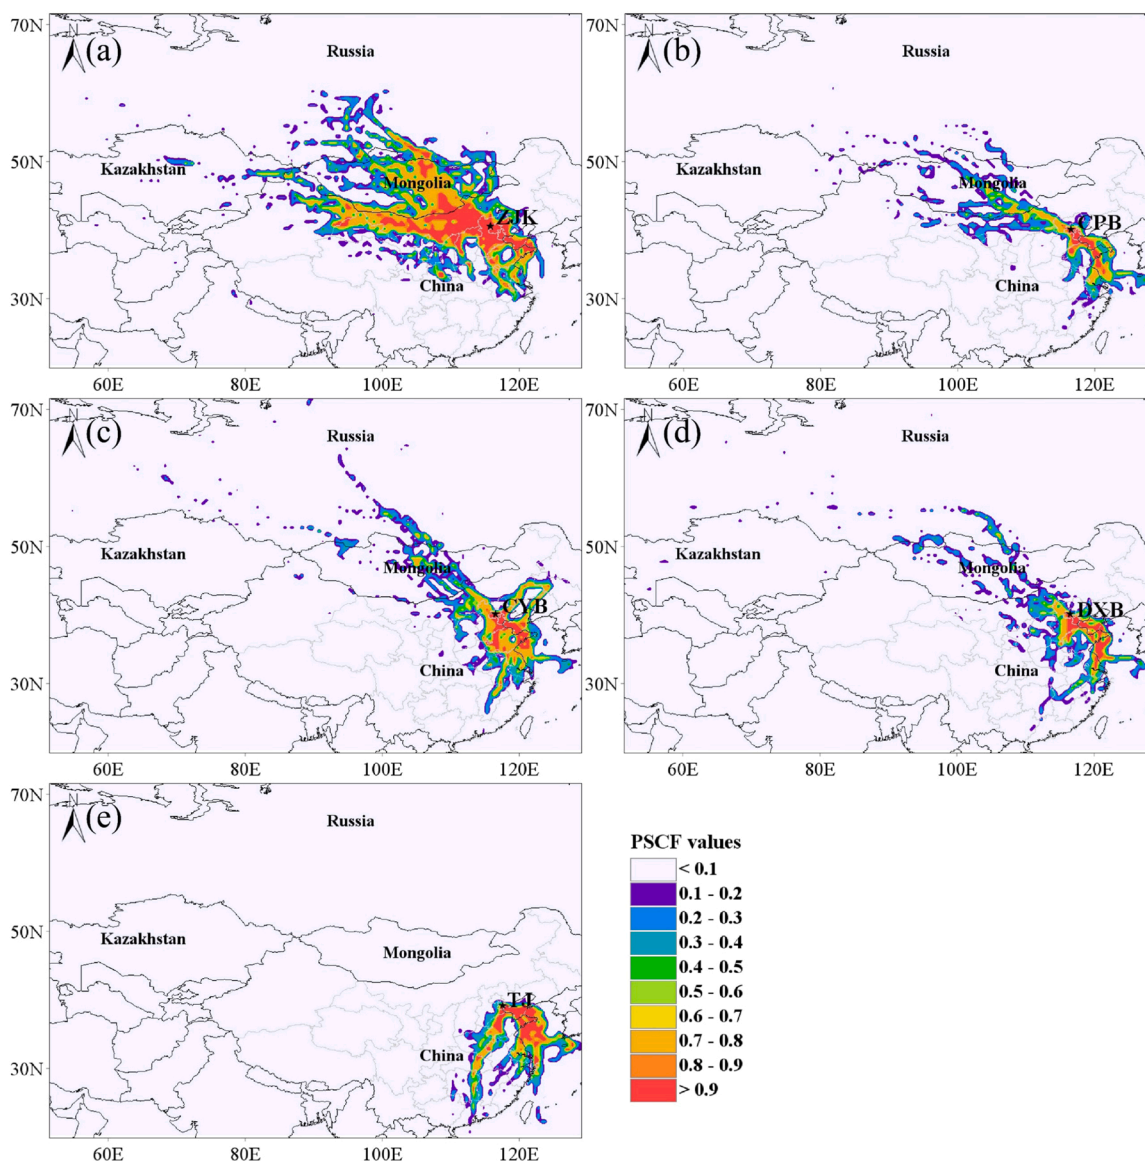 70N
N
(a)
Russia
50N
Kazakhstan
Mongolia
ZJK
30N
China
60E 80E 100E 120E
70N
N
(b)
Russia
50N
Kazakhstan
Mongolia
CPB
30N
China
60E 80E 100E 120E
70N
N
(c)
Russia
50N
Kazakhstan
Mongolia
CYB
China
30N
60E 80E 100E 120E
70N
N
(d)
Russia
50N
Kazakhstan
Mongolia
DXB
China
30N
60E 80E 100E 120E
70N
N
(e)
Russia
50N
Kazakhstan
Mongolia
TJ
China
30N
60E 80E 100E 120E
PSCF values
< 0.1
0.1 - 0.2
0.2 - 0.3
0.3 - 0.4
0.4 - 0.5
0.5 - 0.6
0.6 - 0.7
0.7 - 0.8
0.8 - 0.9
> 0.9